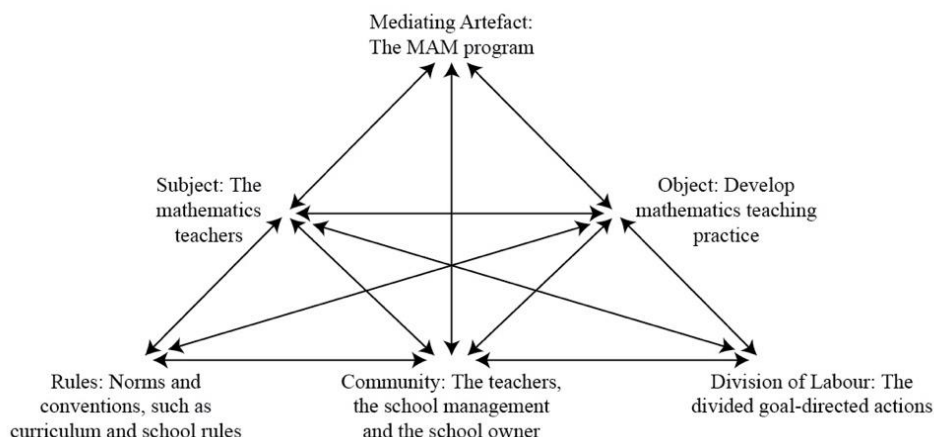 Mediating Artefact:
The MAM program
Subject: The
mathematics
teachers
Object: Develop
mathematics teaching
practice
Rules: Norms and
conventions, such as
curriculum and school rules
Community: The teachers,
the school management
and the school owner
Division of Labour: The
divided goal-directed actions